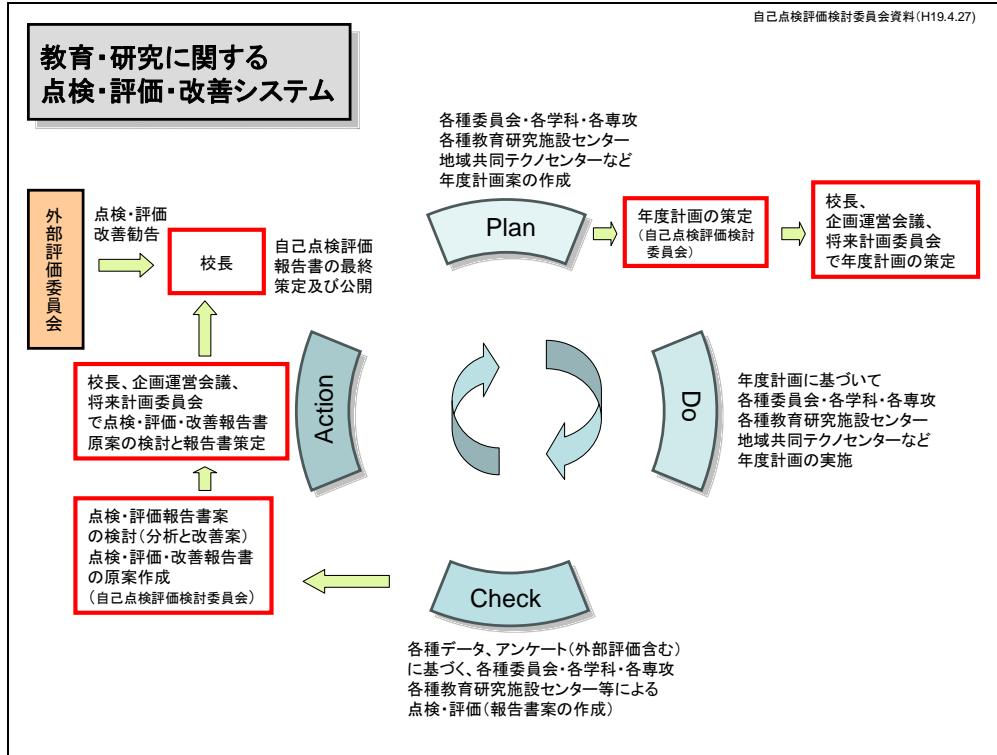 自己点検評価検討委員会資料(H19.4.27)
教育・研究に関する
点検・評価・改善システム
各種委員会・各学科・各専攻
各種教育研究施設センター
地域共同テクノセンターなど
年度計画案の作成
Plan
年度計画の策定
(自己点検評価検討
委員会)
校長、
企画運営会議、
将来計画委員会
で年度計画の策定
外部評価委員会
点検・評価
改善勧告
校長
自己点検評価
報告書の最終
策定及び公開
校長、企画運営会議、
将来計画委員会
で点検・評価・改善報告書
原案の検討と報告書策定
Action
Do
年度計画に基づいて
各種委員会・各学科・各専攻
各種教育研究施設センター
地域共同テクノセンターなど
年度計画の実施
点検・評価報告書案
の検討(分析と改善案)
点検・評価・改善報告書
の原案作成
(自己点検評価検討委員会)
Check
各種データ、アンケート(外部評価含む)
に基づく、各種委員会・各学科・各専攻
各種教育研究施設センター等による
点検・評価(報告書案の作成)